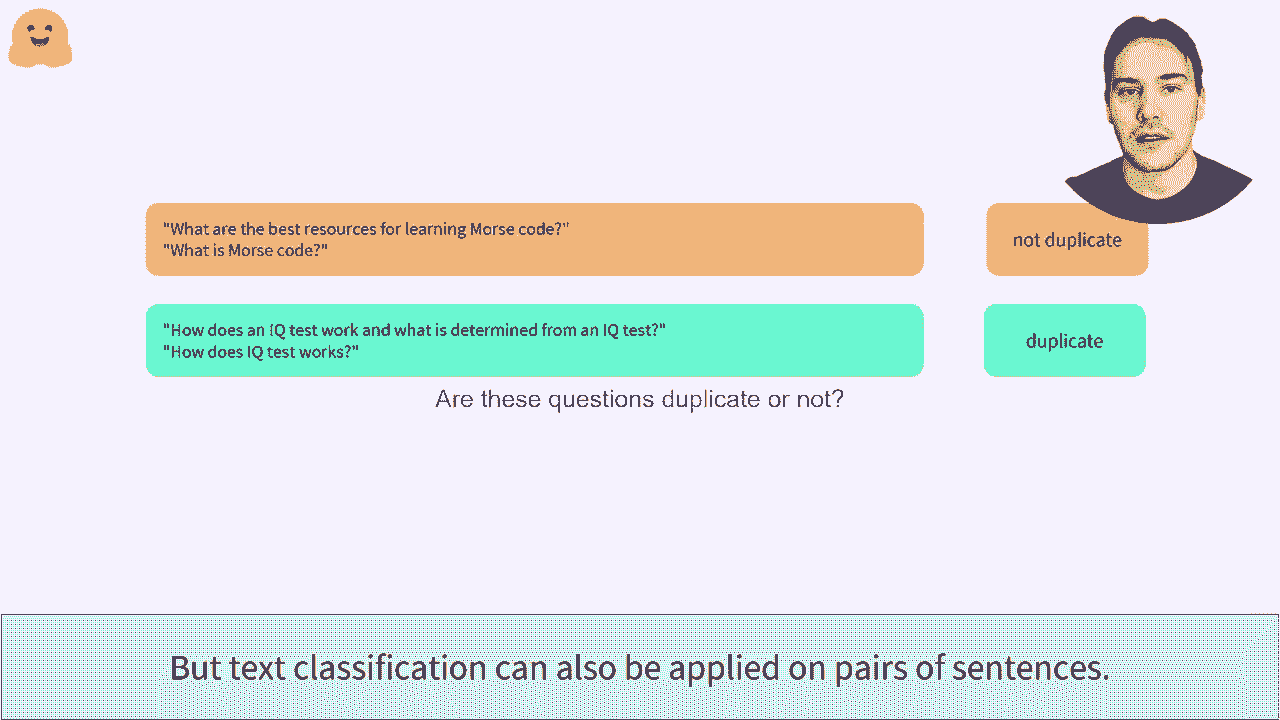 "What are the best resources for learning Morse code?"
"What is Morse code?"
not duplicate
"How does an IQ test work and what is determined from an IQ test?"
"How does IQ test works?"
duplicate
Are these questions duplicate or not?
But text classification can also be applied on pairs of sentences.